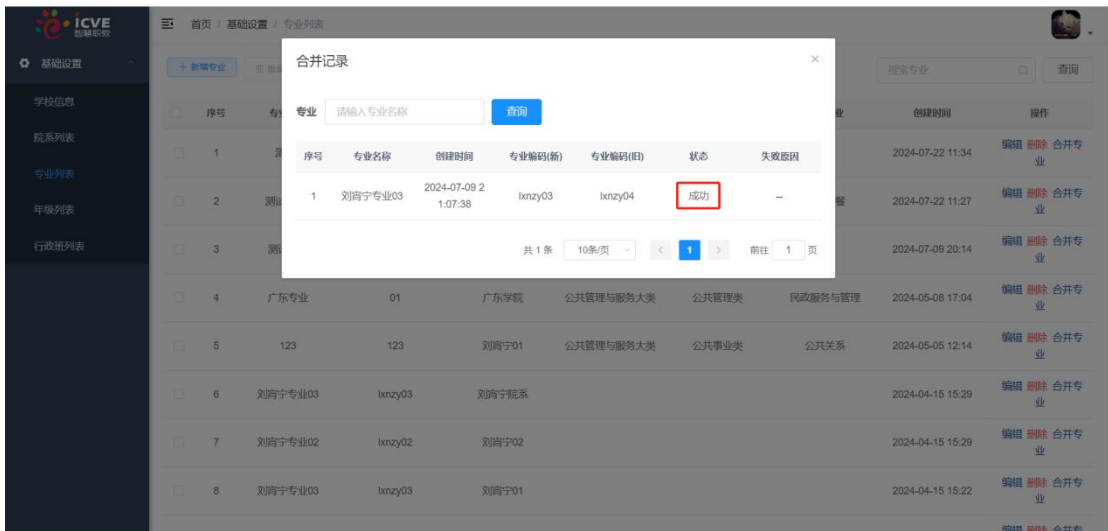 icve
智慧职教
首页 / 基础设置 / 专业列表
基础设置
学校信息
院系列表
专业列表
年级列表
行政班列表
+ 新增专业
搜索专业
查询
合并记录
×
专业 请输入专业名称 查询
序号 专业名称 创建时间 专业编码(新) 专业编码(旧) 状态 失败原因
1 刘宵宁专业03 2024-07-09 2 lxnzy03 lxnzy04 成功 --
1:07:38
共 1 条 10条/页 < 1 > 前往 1 页
序号 创建时间 操作
1 2024-07-22 11:34 编辑 删除 合并专
业
2 2024-07-22 11:27 编辑 删除 合并专
业
3 2024-07-09 20:14 编辑 删除 合并专
业
4 广东专业 01 广东学院 公共管理与服务大类 公共管理类 民政服务与管理 2024-05-08 17:04 编辑 删除 合并专
业
5 123 123 刘宵宁01 公共管理与服务大类 公共事业类 公共关系 2024-05-05 12:14 编辑 删除 合并专
业
6 刘宵宁专业03 lxnzy03 刘宵宁院系 2024-04-15 15:29 编辑 删除 合并专
业
7 刘宵宁专业02 lxnzy02 刘宵宁02 2024-04-15 15:29 编辑 删除 合并专
业
8 刘宵宁专业03 lxnzy03 刘宵宁01 2024-04-15 15:22 编辑 删除 合并专
业